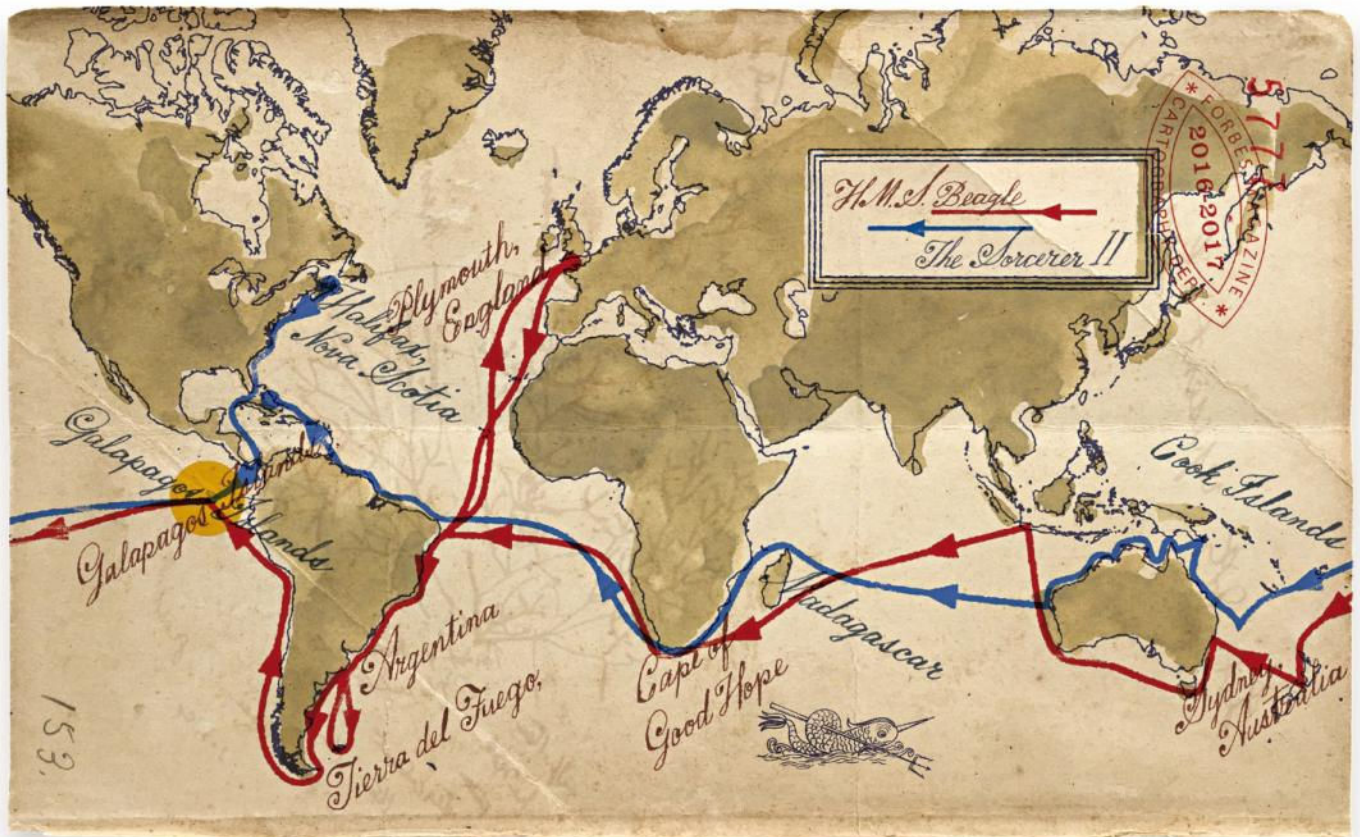 H.M.S. Beagle
The Sorcerer II
5777
* FORBES MAGAZINE *
2016-2017
Plymouth,
England
Halifax,
Nova Scotia
Galapagos Islands
Galapagos Islands
Cook Islands
Argentina
Tierra del Fuego,
Cape of
Good Hope
Madagascar
Sydney,
Australia
153.